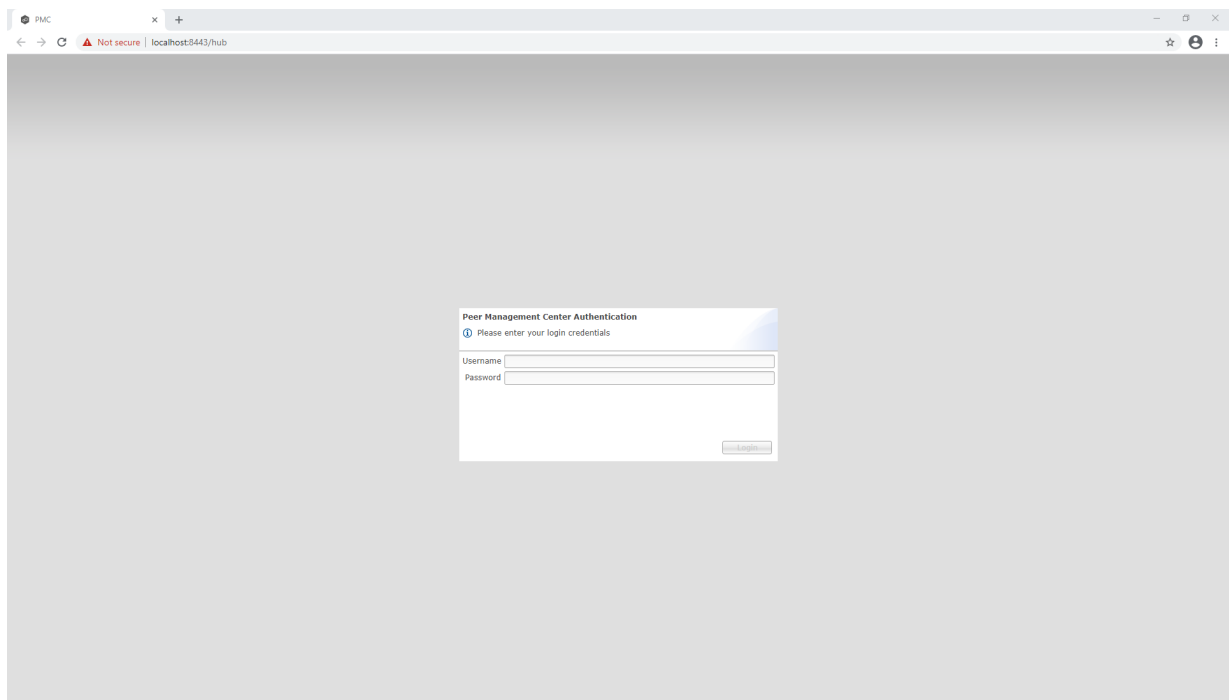 PMC
Not secure | localhost:8443/hub
Peer Management Center Authentication
Please enter your login credentials
Username
Password
Login